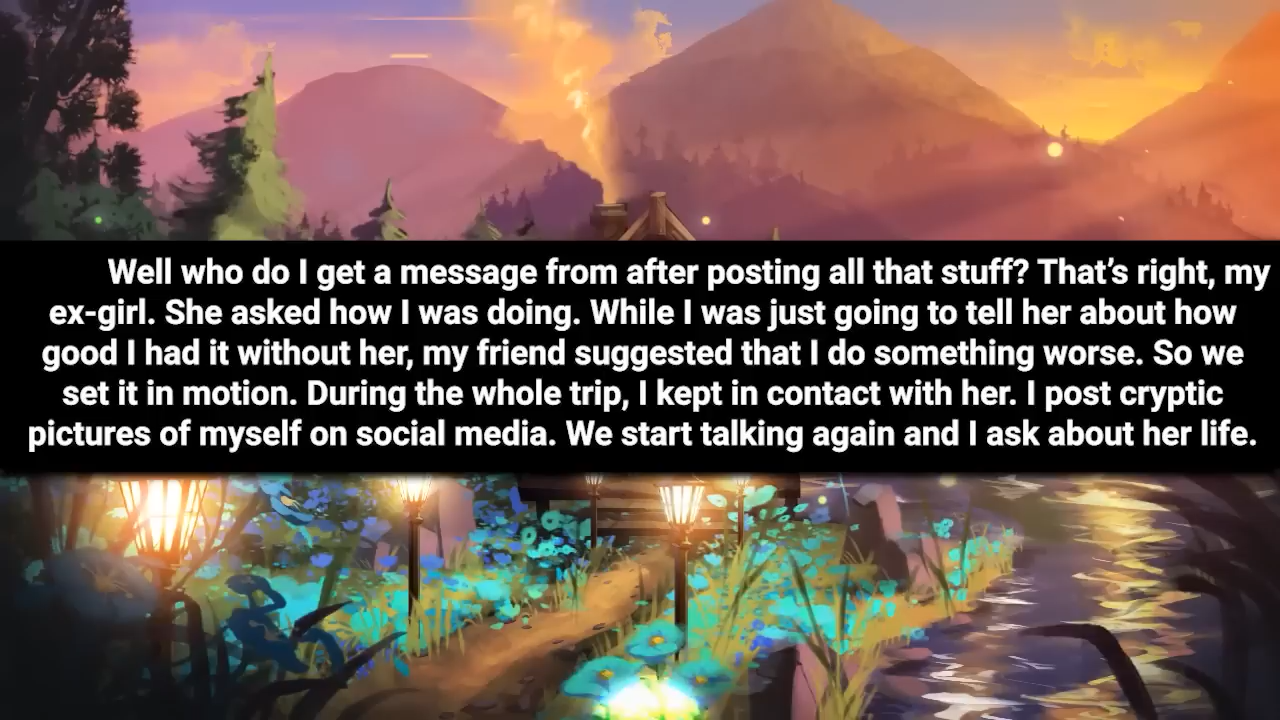 Well who do I get a message from after posting all that stuff? That’s right, my
ex-girl. She asked how I was doing. While I was just going to tell her about how
good I had it without her, my friend suggested that I do something worse. So we
set it in motion. During the whole trip, I kept in contact with her. I post cryptic
pictures of myself on social media. We start talking again and I ask about her life.